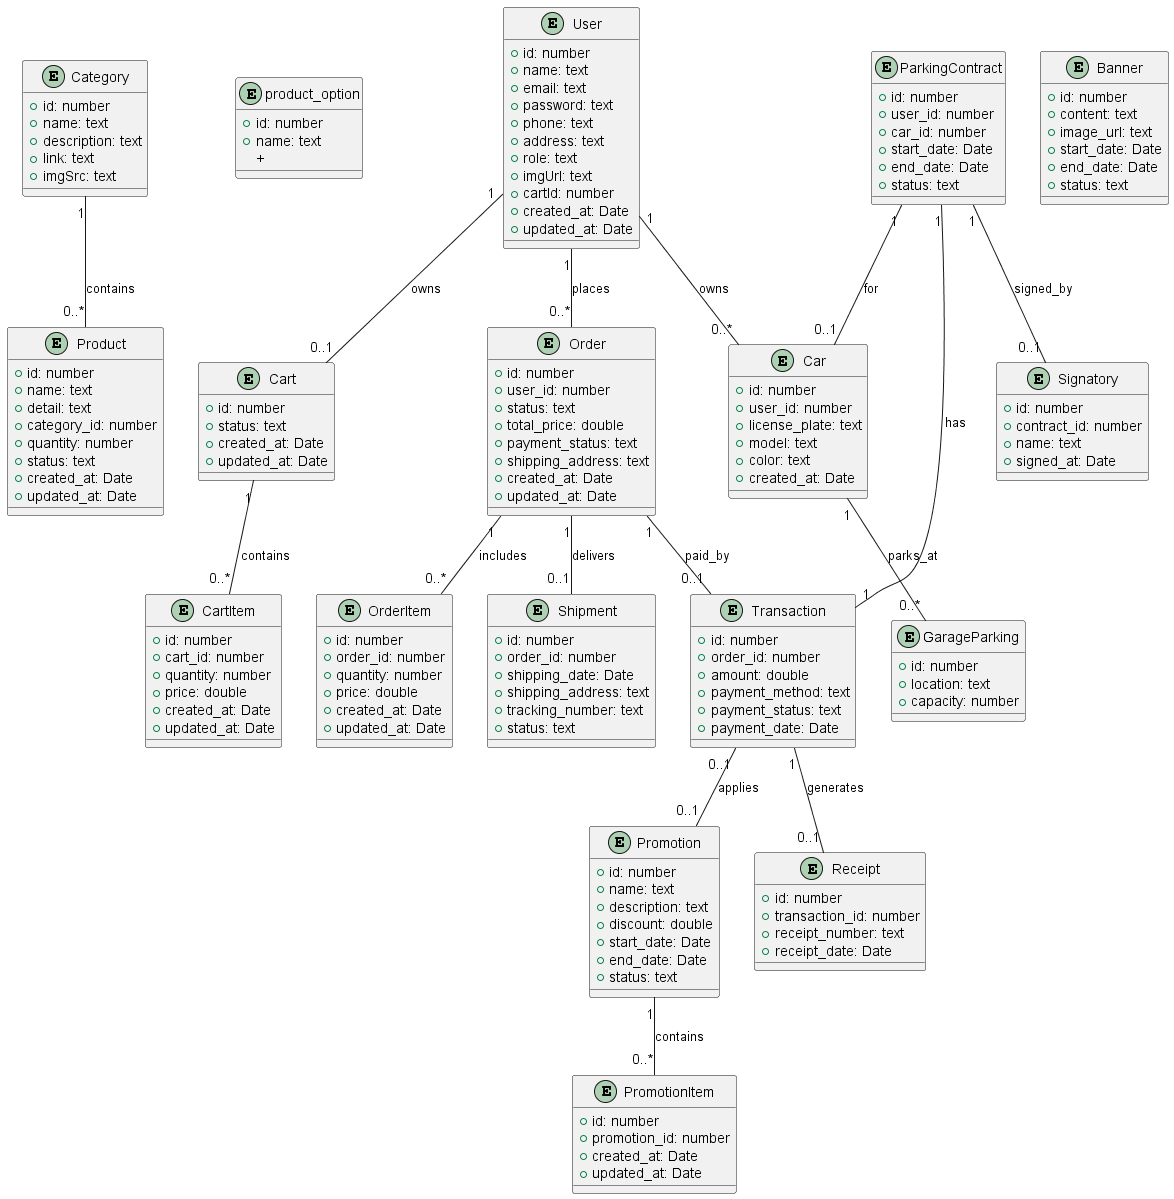 E User
id: number
name: text
email: text
password: text
phone: text
address: text
role: text
imgUrl: text
cartId: number
created_at: Date
updated_at: Date
E Category
id: number
name: text
description: text
link: text
imgSrc: text
E product_option
id: number
name: text
+
E ParkingContract
id: number
user_id: number
car_id: number
start_date: Date
end_date: Date
status: text
E Banner
id: number
content: text
image_url: text
start_date: Date
end_date: Date
status: text
1
contains
0..*
1
owns
0..1
1
places
0..*
1
owns
0..*
1
for
0..1
1
has
1
1
signed_by
0..1
E Product
id: number
name: text
detail: text
category_id: number
quantity: number
status: text
created_at: Date
updated_at: Date
E Cart
id: number
status: text
created_at: Date
updated_at: Date
E Order
id: number
user_id: number
status: text
total_price: double
payment_status: text
shipping_address: text
created_at: Date
updated_at: Date
E Car
id: number
user_id: number
license_plate: text
model: text
color: text
created_at: Date
E Signatory
id: number
contract_id: number
name: text
signed_at: Date
1
contains
0..*
1
includes
0..*
1
delivers
0..1
1
paid_by
0..1
1
parks_at
0..*
E CartItem
id: number
cart_id: number
quantity: number
price: double
created_at: Date
updated_at: Date
E OrderItem
id: number
order_id: number
quantity: number
price: double
created_at: Date
updated_at: Date
E Shipment
id: number
order_id: number
shipping_date: Date
shipping_address: text
tracking_number: text
status: text
E Transaction
id: number
order_id: number
amount: double
payment_method: text
payment_status: text
payment_date: Date
E GarageParking
id: number
location: text
capacity: number
0..1
applies
0..1
1
generates
0..1
E Promotion
id: number
name: text
description: text
discount: double
start_date: Date
end_date: Date
status: text
E Receipt
id: number
transaction_id: number
receipt_number: text
receipt_date: Date
1
contains
0..*
E PromotionItem
id: number
promotion_id: number
created_at: Date
updated_at: Date